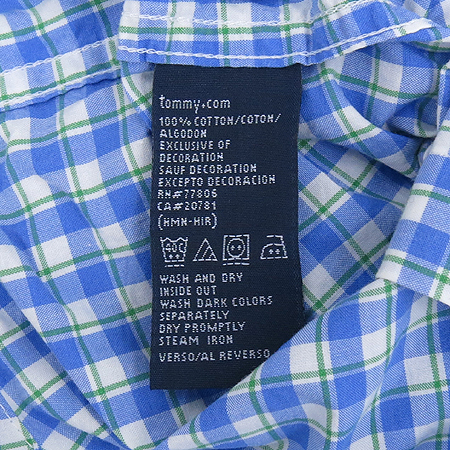 tommy.com
100% COTTON/COTON/
ALGODON
EXCLUSIVE OF
DECORATION
SAUF DECORATION
EXCEPTO DECORACION
RN#77806
CA#20781
(HMN-HIR)
40C
WASH AND DRY
INSIDE OUT
WASH DARK COLORS
SEPARATELY
DRY PROMPTLY
STEAM IRON
VERSO/AL REVERSO